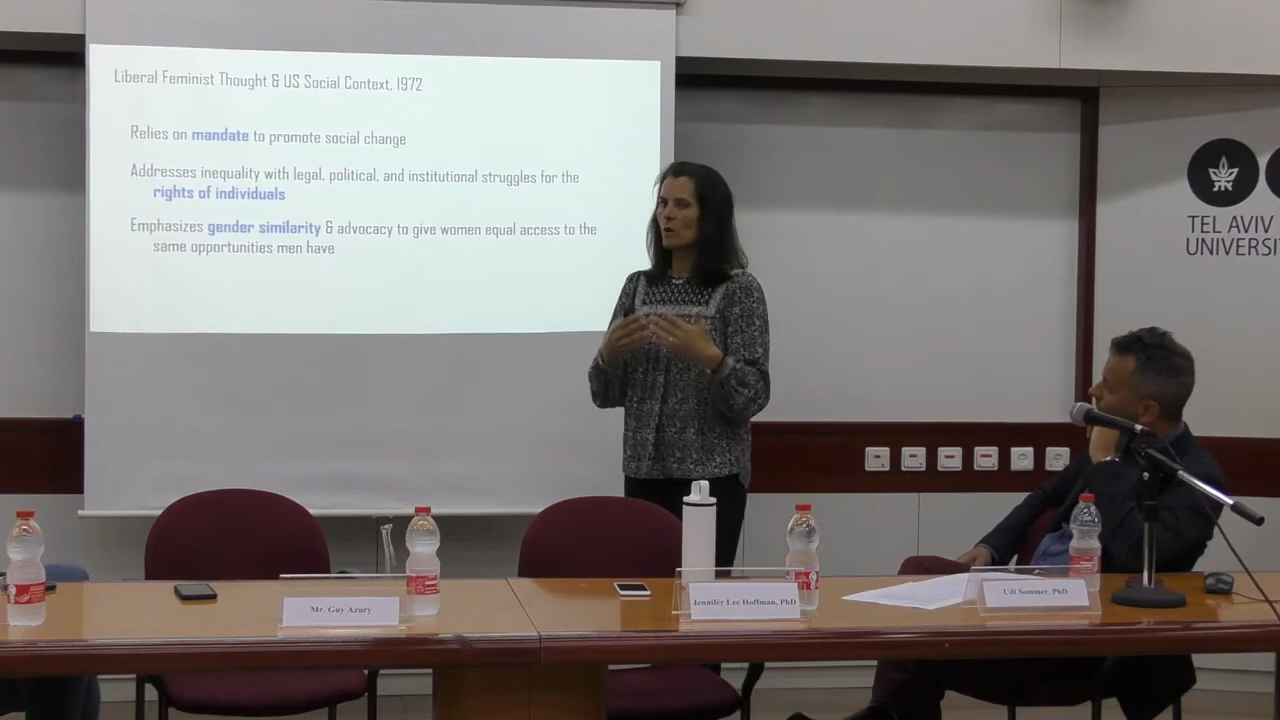 Liberal Feminist Thought & US Social Context, 1972
Relies on mandate to promote social change
Addresses inequality with legal, political, and institutional struggles for the
rights of individuals
Emphasizes gender similarity & advocacy to give women equal access to the
same opportunities men have
TEL AVIV
UNIVERSI
Mr. Guy Azury
Jennifer Lee Hoffman, PhD
Udi Sommer, PhD